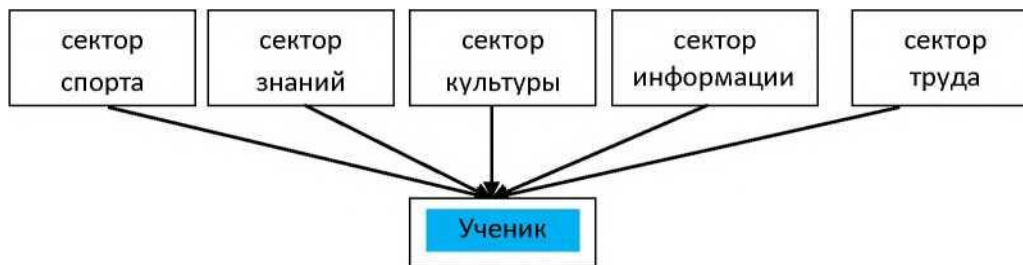 сектор
спорта
сектор
знаний
сектор
культуры
сектор
информации
сектор
труда
Ученик